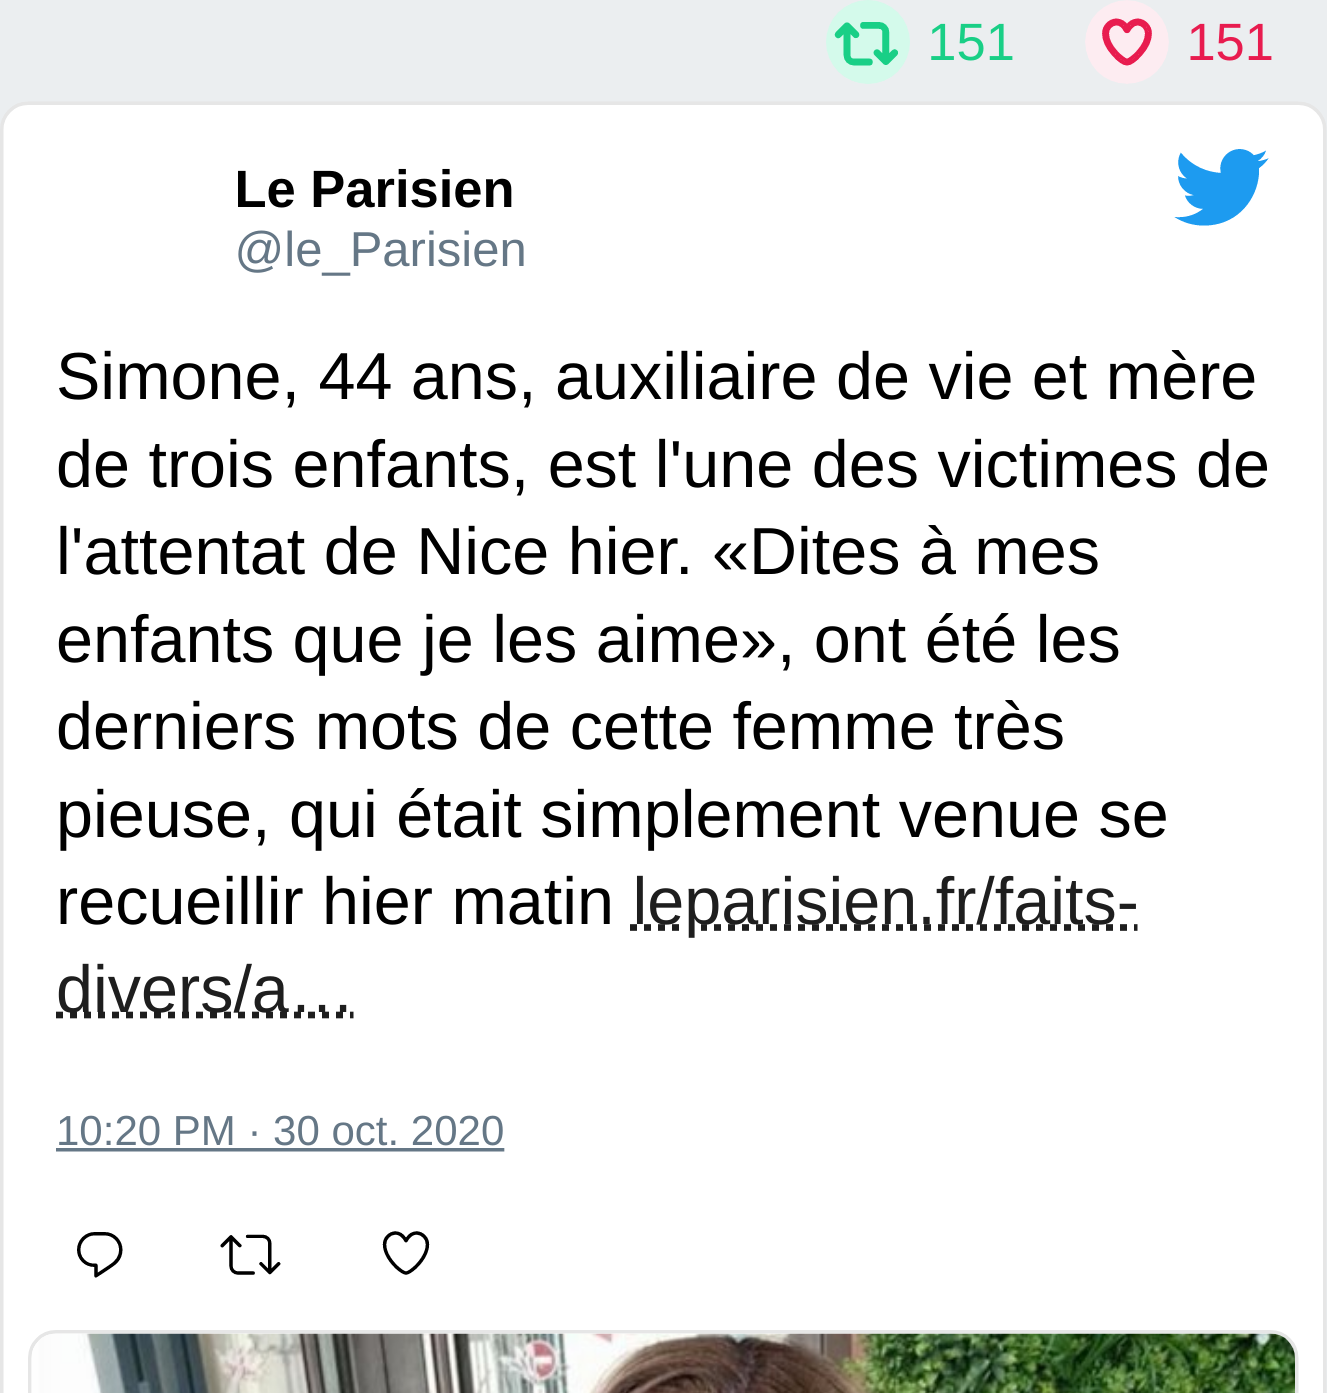 151 151
Le Parisien
@le_Parisien
Simone, 44 ans, auxiliaire de vie et mère
de trois enfants, est l'une des victimes de
l'attentat de Nice hier. «Dites à mes
enfants que je les aime», ont été les
derniers mots de cette femme très
pieuse, qui était simplement venue se
recueillir hier matin leparisien.fr/faits-
divers/a…
10:20 PM · 30 oct. 2020